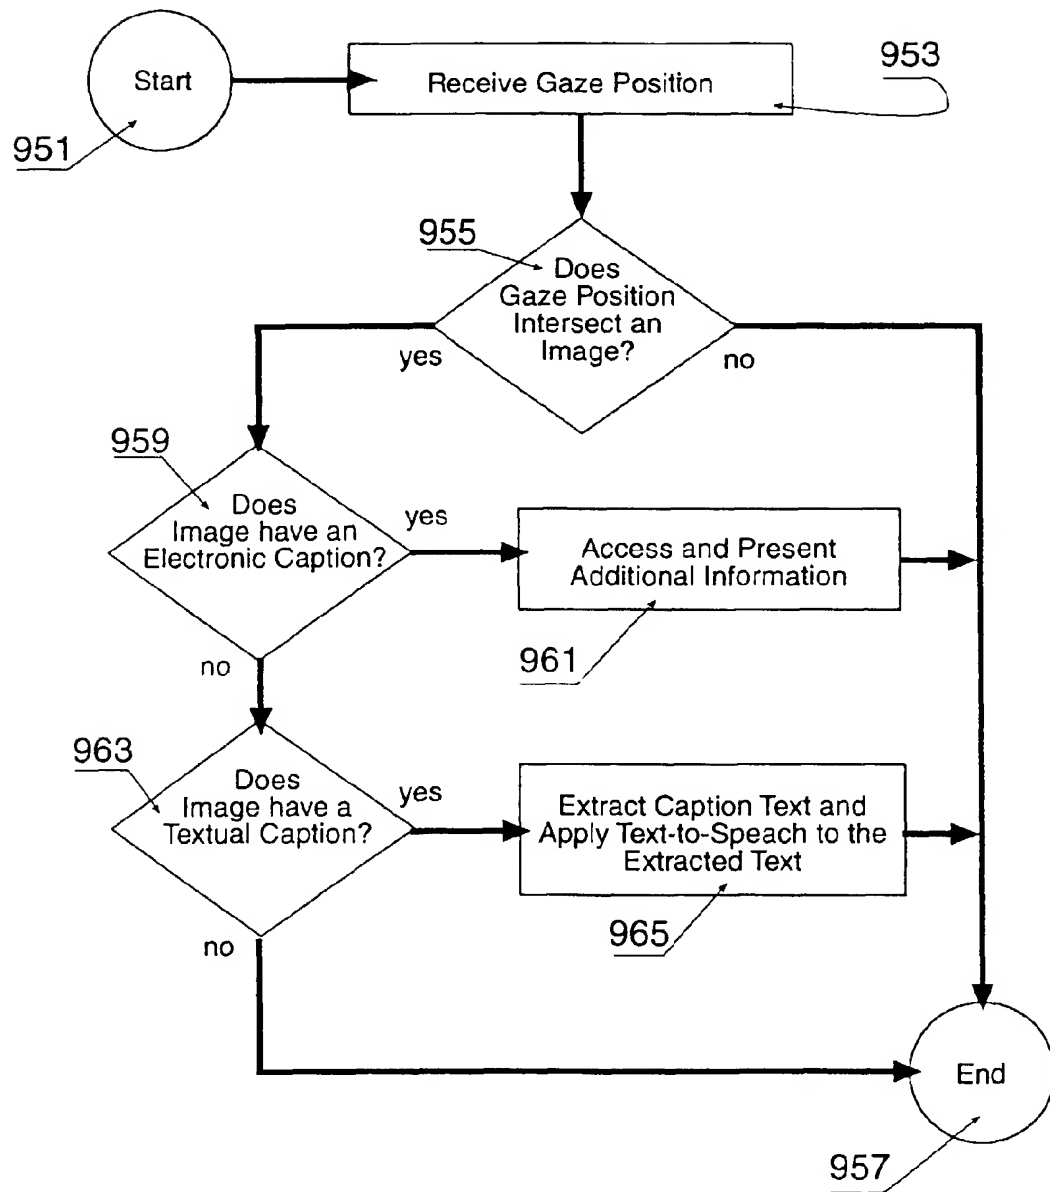 Start
951
Receive Gaze Position
953
955
Does
Gaze Position
Intersect an
Image?
yes
no
959
Does
Image have an
Electronic Caption?
yes
no
Access and Present
Additional Information
961
963
Does
Image have a
Textual Caption?
yes
no
Extract Caption Text and
Apply Text-to-Speach to the
Extracted Text
965
End
957